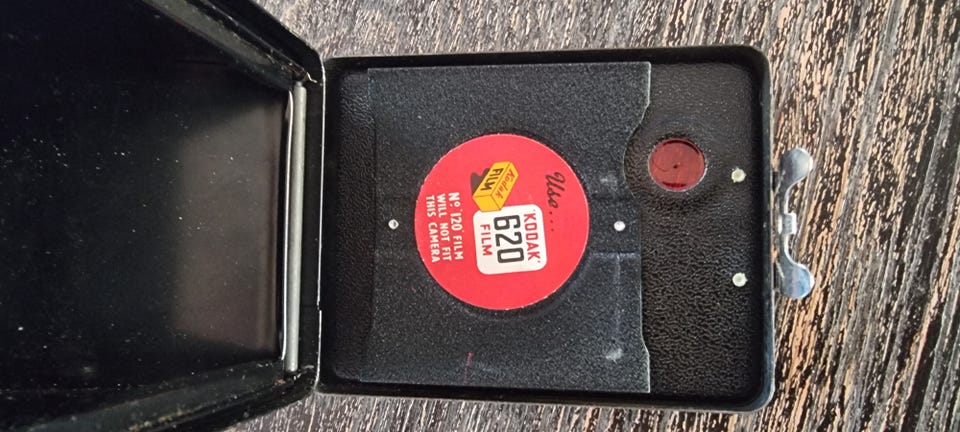 Use...
Kodak
FILM
'KODAK'
620
FILM
Nº 120 FILM
WILL NOT FIT
THIS CAMERA